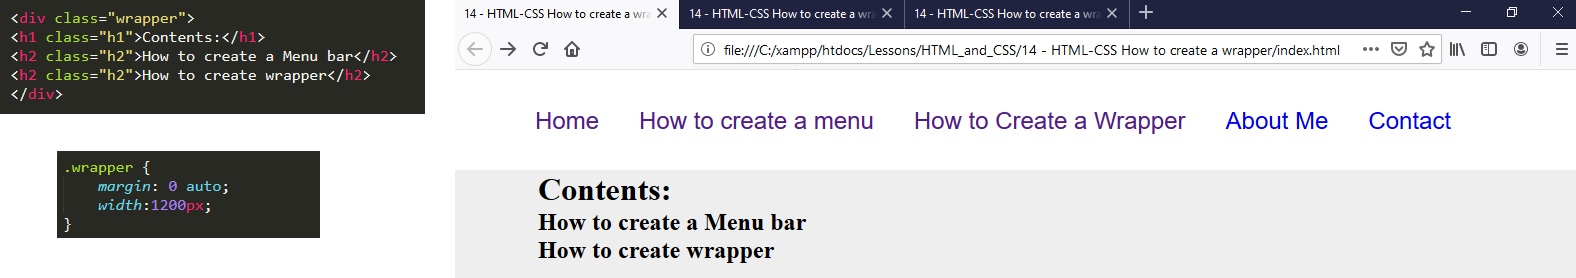 <div class="wrapper">
<h1 class="h1">Contents:</h1>
<h2 class="h2">How to create a Menu bar</h2>
<h2 class="h2">How to create wrapper</h2>
</div>
.wrapper {
margin: 0 auto;
width:1200px;
}
14 - HTML-CSS How to create a wra 14 - HTML-CSS How to create a wra 14 - HTML-CSS How to create a wra
file:///C:/xampp/htdocs/Lessons/HTML_and_CSS/14 - HTML-CSS How to create a wrapper/index.html
Home How to create a menu How to Create a Wrapper About Me Contact
Contents:
How to create a Menu bar
How to create wrapper